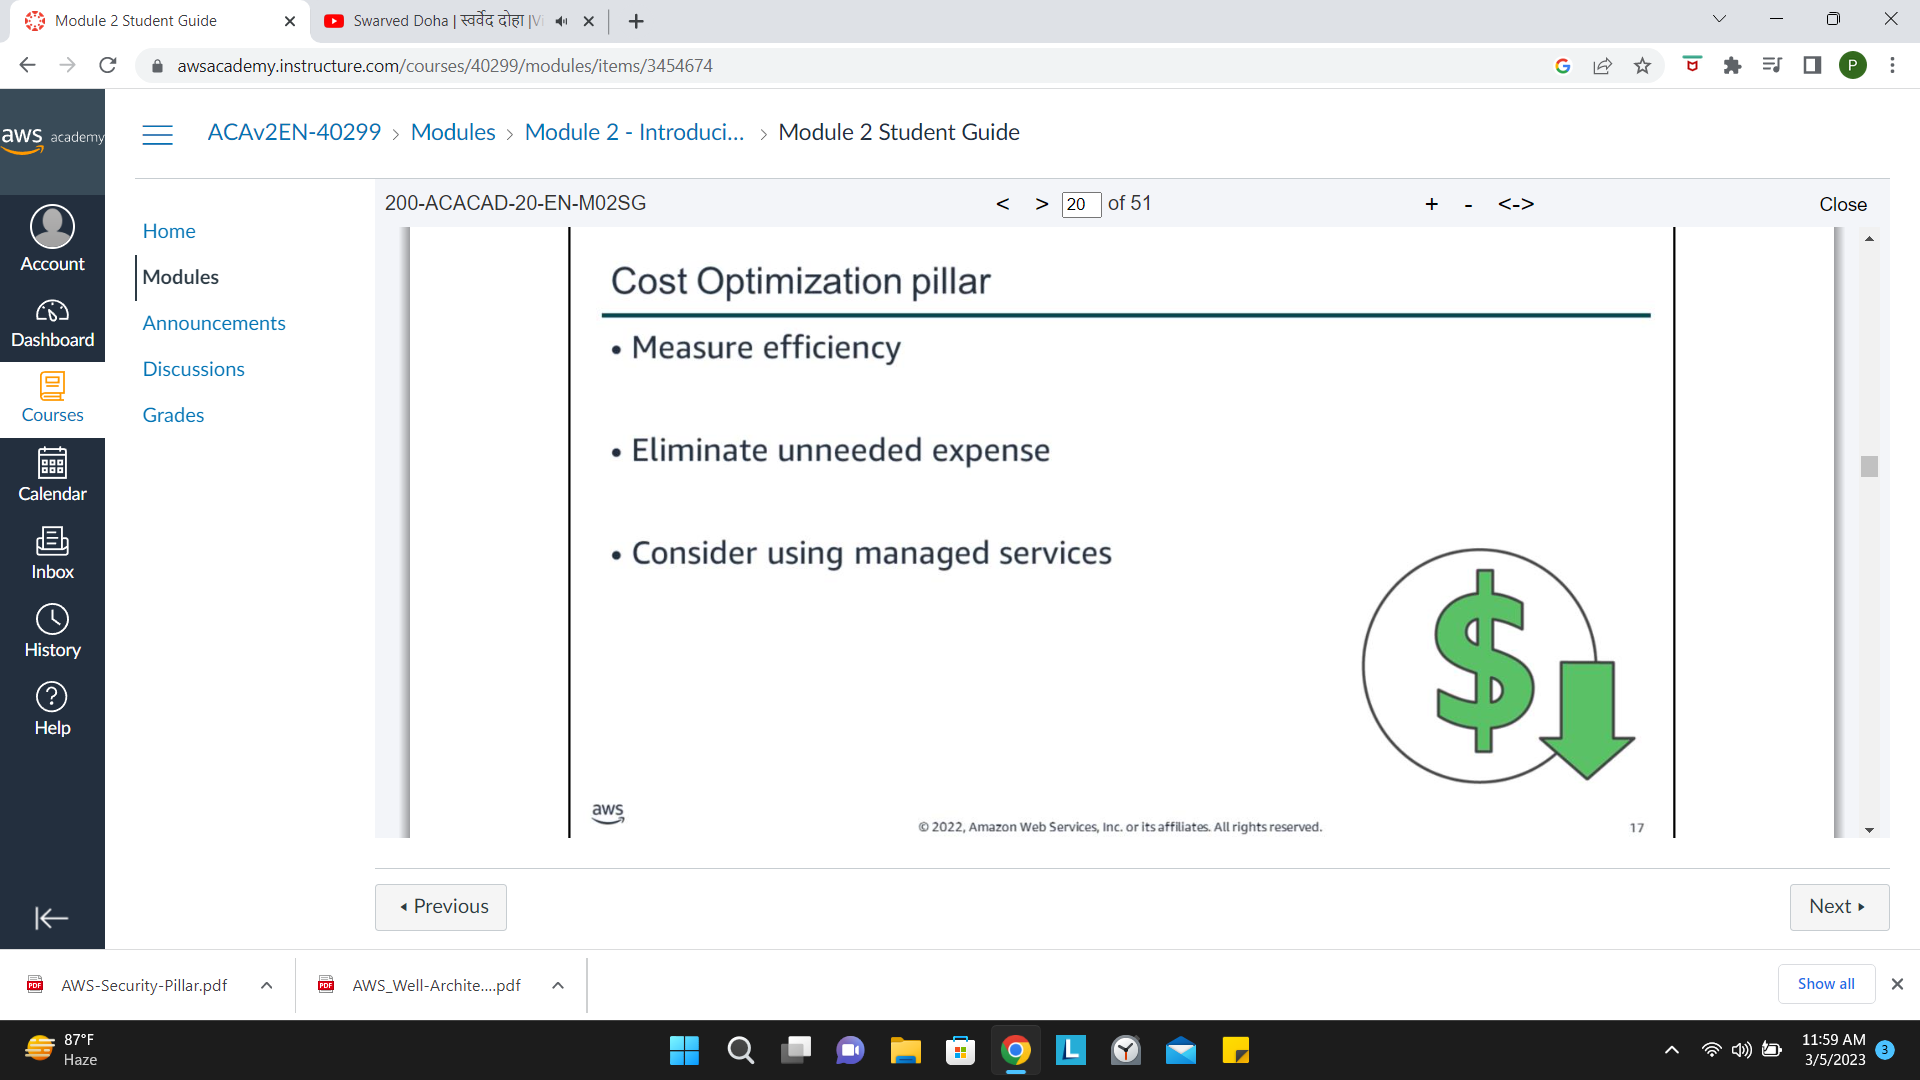 Module 2 Student Guide
Swarved Doha | स्वर्वेद दोहा |Vi
awsacademy.instructure.com/courses/40299/modules/items/3454674
P
aws academy
ACAv2EN-40299 > Modules > Module 2 - Introduci... > Module 2 Student Guide
200-ACACAD-20-EN-M02SG
< > 20 of 51
+ - <->
Close
Account
Dashboard
Courses
Calendar
Inbox
History
Help
Home
Modules
Announcements
Discussions
Grades
Cost Optimization pillar
• Measure efficiency
• Eliminate unneeded expense
• Consider using managed services
$
aws
© 2022, Amazon Web Services, Inc. or its affiliates. All rights reserved.
17
Previous
Next
PDF AWS-Security-Pillar.pdf
PDF AWS_Well-Archite....pdf
Show all
87°F
Haze
L
11:59 AM
3/5/2023
3